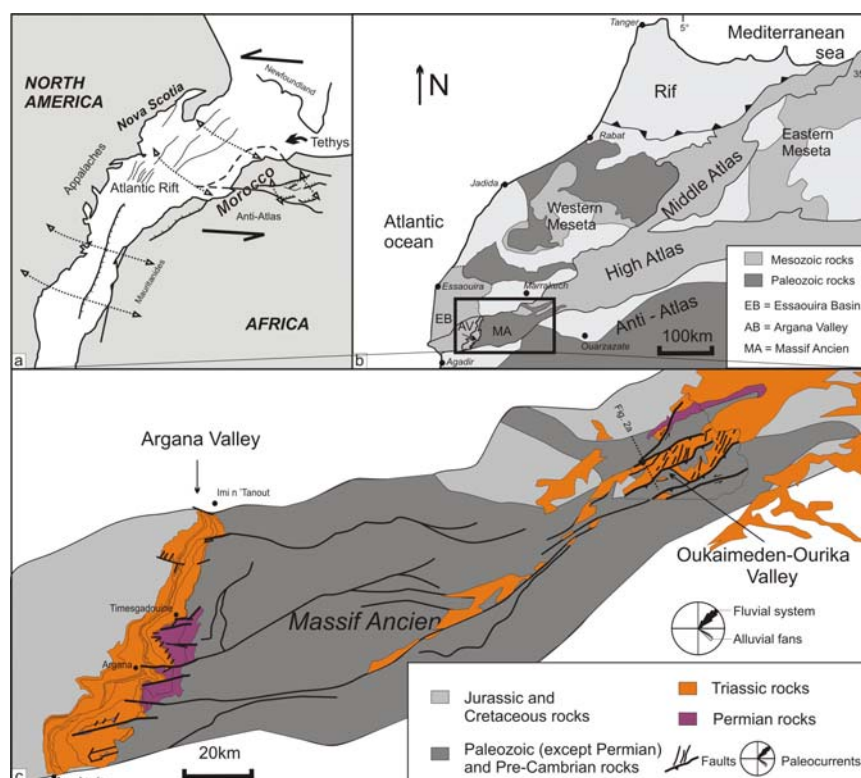 NORTH
AMERICA
Nova Scotia
Newfoundland
Appalaches
Atlantic Rift
Tethys
Morocco
Anti-Atlas
Mauritanides
AFRICA
a
Tanger
5°
Mediterranean
sea
N
Rif
Rabat
Eastern
Meseta
Jadida
Middle Atlas
Western
Meseta
Atlantic
ocean
High Atlas
Essaouira
Marrakech
EB
AV
MA
Anti - Atlas
Ouarzazate
100km
Agadir
Mesozoic rocks
Paleozoic rocks
EB = Essaouira Basin
AB = Argana Valley
MA = Massif Ancien
b
Argana Valley
Imi n 'Tanout
Fig. 2a
Oukaimeden-Ourika
Valley
Timesgadouine
Massif Ancien
Argana
Fluvial system
Alluvial fans
Jurassic and
Cretaceous rocks
Paleozoic (except Permian)
and Pre-Cambrian rocks
Triassic rocks
Permian rocks
Faults
Paleocurrents
20km
c